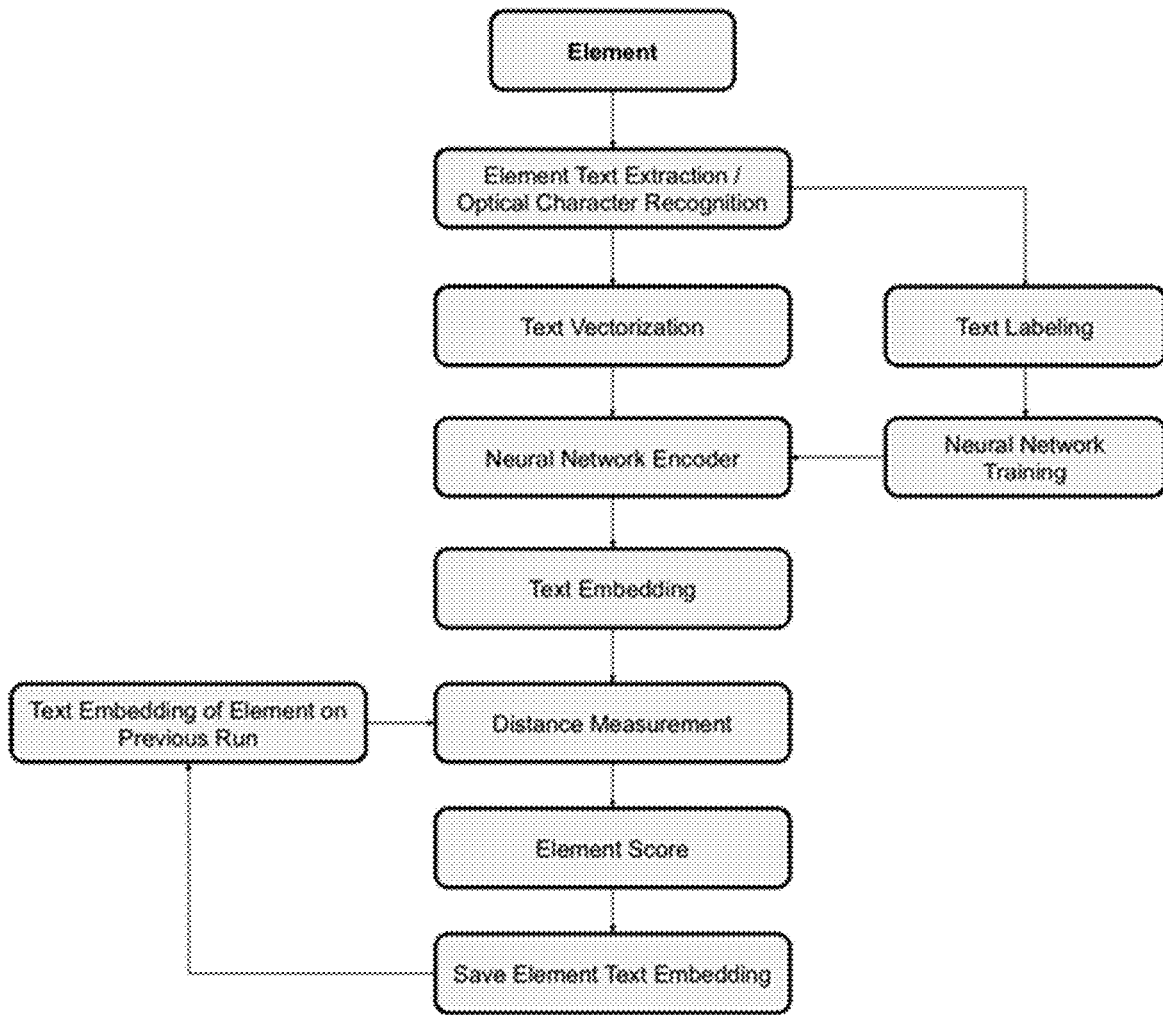 Element
Element Text Extraction /
Optical Character Recognition
Text Vectorization
Text Labeling
Neural Network Encoder
Neural Network
Training
Text Embedding
Text Embedding of Element on
Previous Run
Distance Measurement
Element Score
Save Element Text Embedding